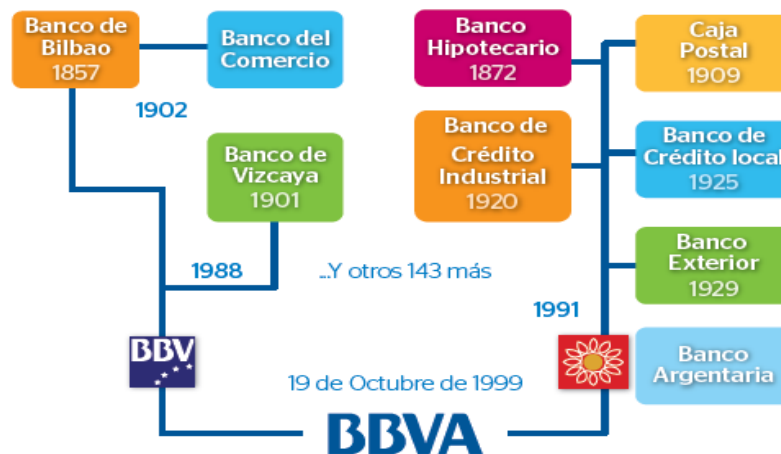 Banco de
Bilbao
1857
Banco del
Comercio
1902
Banco de
Vizcaya
1901
1988
...Y otros 143 más
BBV
Banco
Hipotecario
1872
Caja
Postal
1909
Banco de
Crédito
Industrial
1920
Banco de
Crédito local
1925
Banco
Exterior
1929
1991
Banco
Argentaria
19 de Octubre de 1999
BBVA